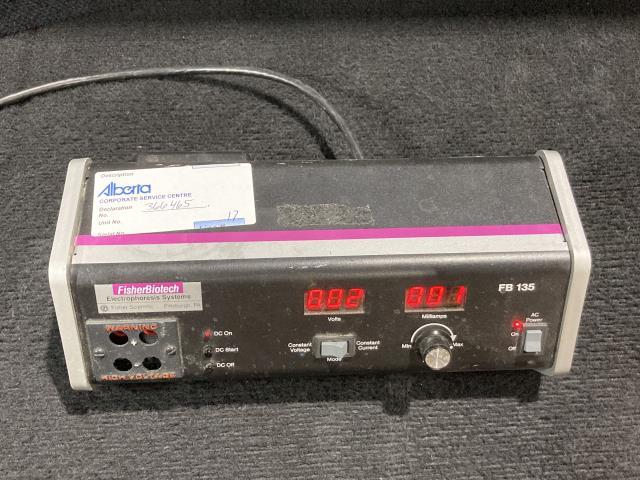 Description
Alberta
CORPORATE SERVICE CENTRE
Declaration No. 366465
Unit No. 17
Serial No.
FisherBiotech
Electrophoresis Systems
Fisher Scientific Pittsburgh, PA
WARNING
HIGH VOLTAGE
DC On
DC Start
DC Off
002
Volts
Constant Voltage
Constant Current
Mode
001
Milliamps
Min
Max
FB 135
AC Power
On
Off